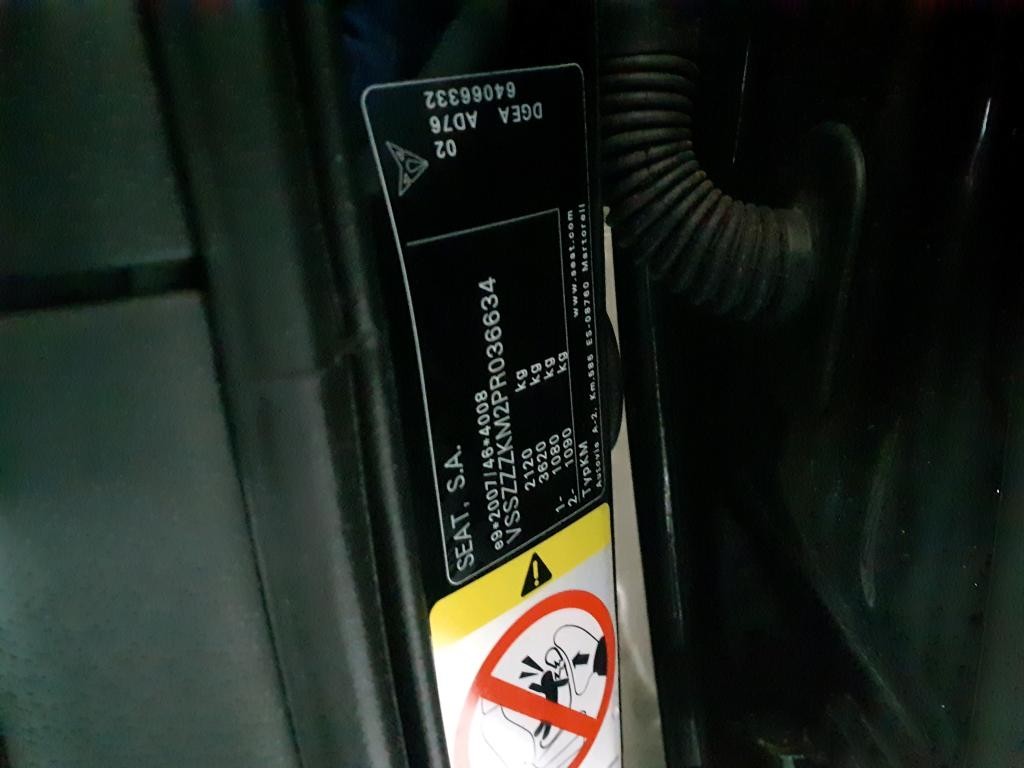 SEAT, S.A.
e9*2007/46*4008
VSSZZZKM2PR036634
2120 kg
3620 kg
1- 1080 kg
2- 1090 kg
TypKM www.seat.com
Autovia A-2, Km.585 ES-08760 Martorell
02
AD76
DGEA
64066332